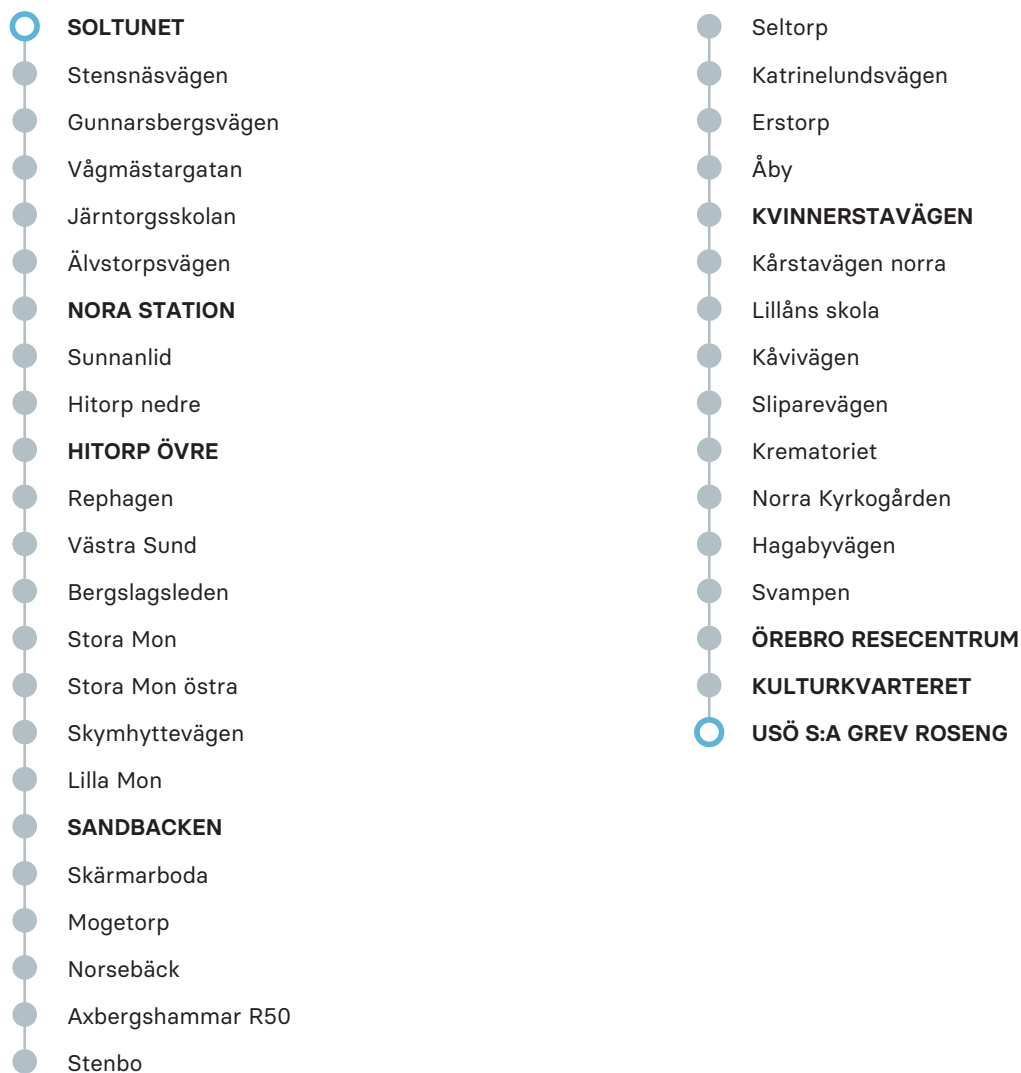 SOLTUNET
Stensnäsvägen
Gunnarsbergsvägen
Vågmästargatan
Järntorgsskolan
Älvstorpsvägen
NORA STATION
Sunnanlid
Hitorp nedre
HITORP ÖVRE
Rephagen
Västra Sund
Bergslagsleden
Stora Mon
Stora Mon östra
Skymhyttevägen
Lilla Mon
SANDBACKEN
Skärmarboda
Mogetorp
Norsebäck
Axbergshammar R50
Stenbo
Seltorp
Katrinelundsvägen
Erstorp
Åby
KVINNERSTAVÄGEN
Kårstavägen norra
Lillåns skola
Kåvivägen
Sliparevägen
Krematoriet
Norra Kyrkogården
Hagabyvägen
Svampen
ÖREBRO RESECENTRUM
KULTURKVARTERET
USÖ S:A GREV ROSENG